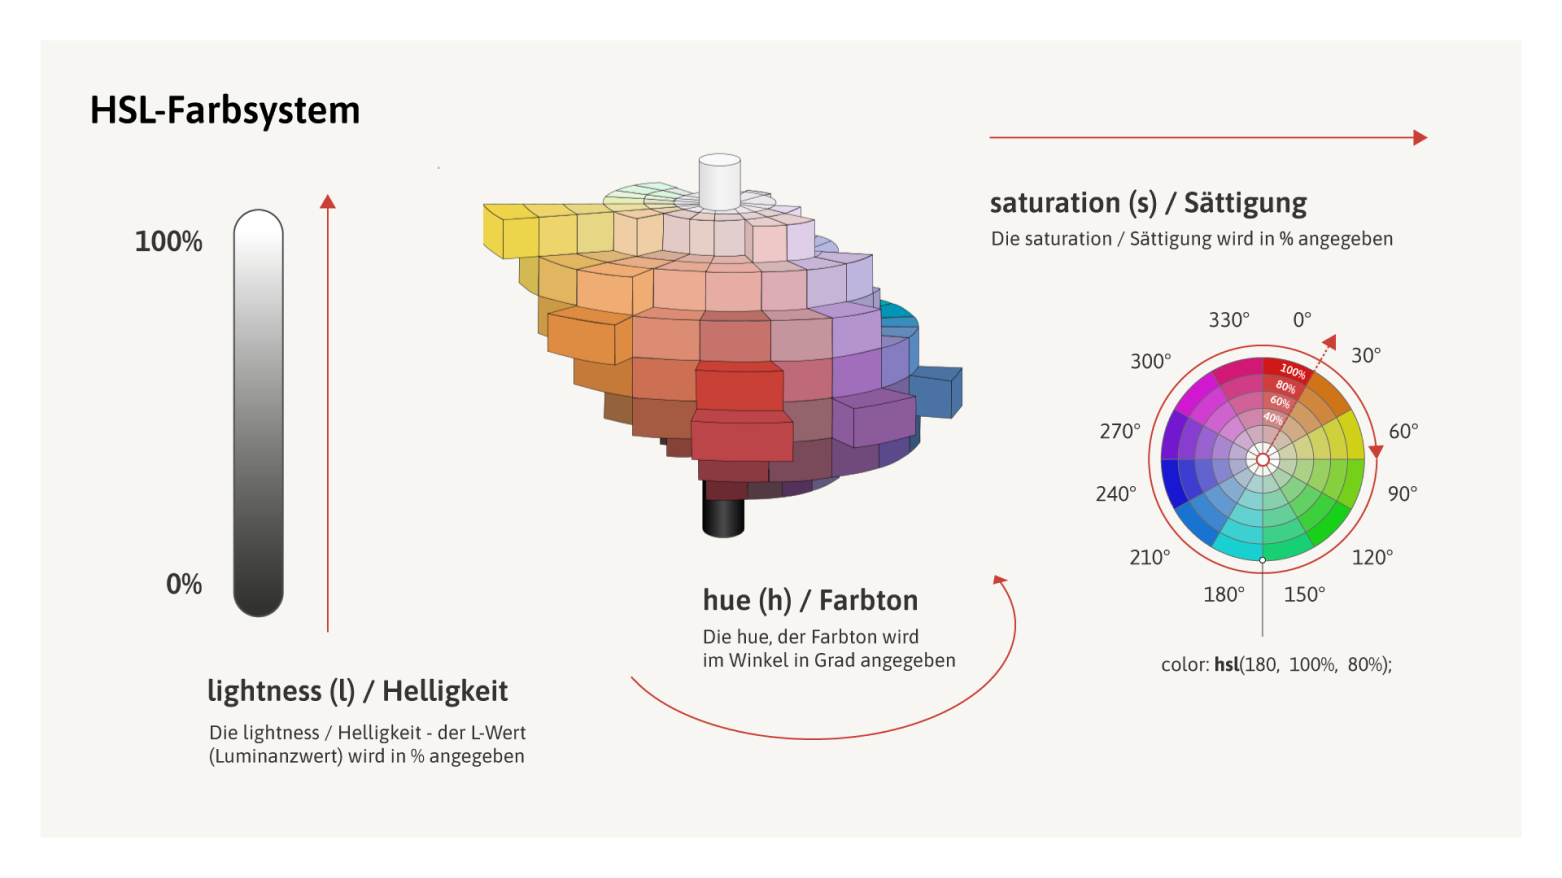 HSL-Farbsystem
100%
0%
lightness (l) / Helligkeit
Die lightness / Helligkeit - der L-Wert
(Luminanzwert) wird in % angegeben
hue (h) / Farbton
Die hue, der Farbton wird
im Winkel in Grad angegeben
saturation (s) / Sättigung
Die saturation / Sättigung wird in % angegeben
330°
0°
30°
300°
100%
80%
60%
40%
270°
60°
240°
90°
210°
120°
180°
150°
color: hsl(180, 100%, 80%);